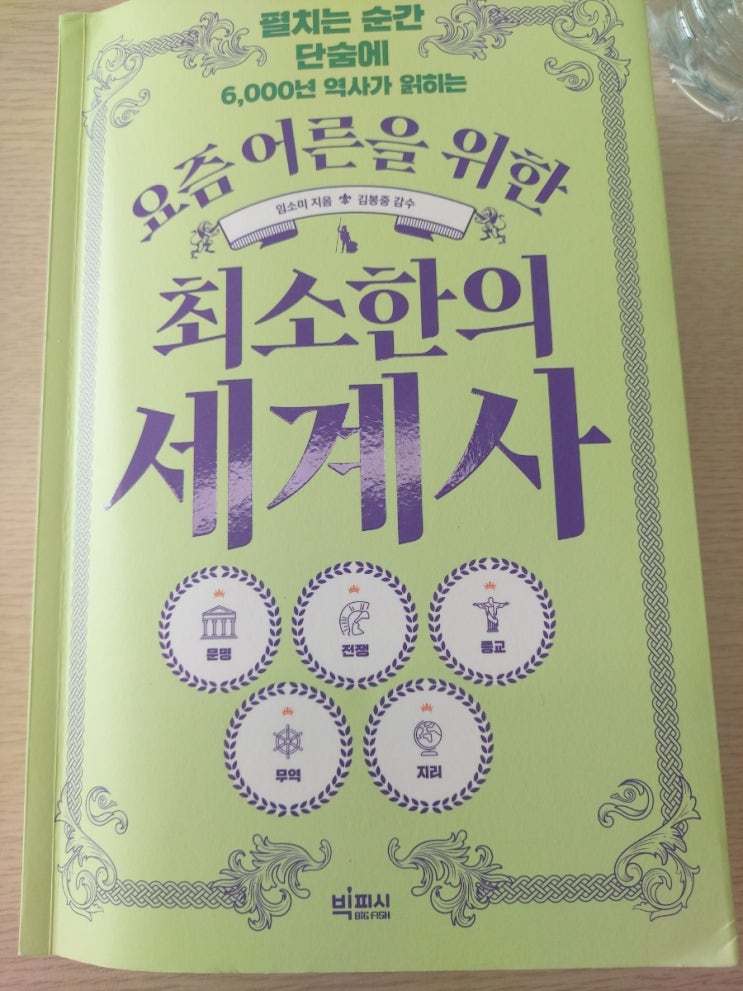 펼치는 순간
단숨에
6,000년 역사가 읽히는
요즘 어른을 위한
임소미 지음 김봉중 감수
최소한의
세계사
문명
전쟁
종교
무역
지리
빅피시
BIG FISH